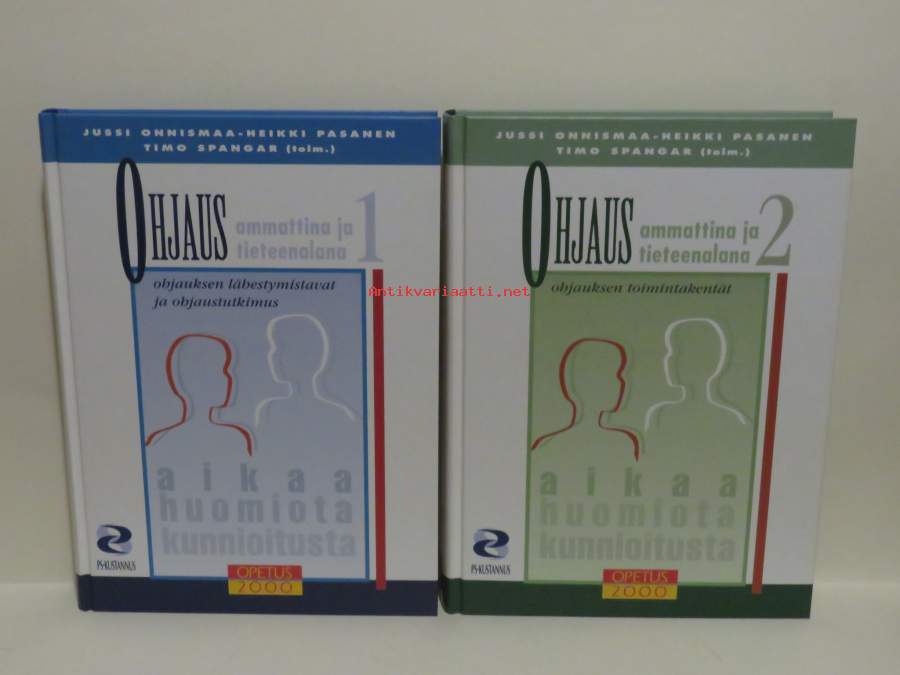 JUSSI ONNISMAA-HEIKKI PASANEN
TIMO SPANGAR (toim.)
OHJAUS
ammattina ja
tieteenalana 1
ohjauksen lähestymistavat
ja ohjaustutkimus
aikaa
huomiota
kunnioitusta
PS-KUSTANNUS
OPETUS
2000
JUSSI ONNISMAA-HEIKKI PASANEN
TIMO SPANGAR (toim.)
OHJAUS
ammattina ja
tieteenalana 2
ohjauksen toimintakentät
aikaa
huomiota
kunnioitusta
PS-KUSTANNUS
OPETUS
2000
Antikvariaatti.net